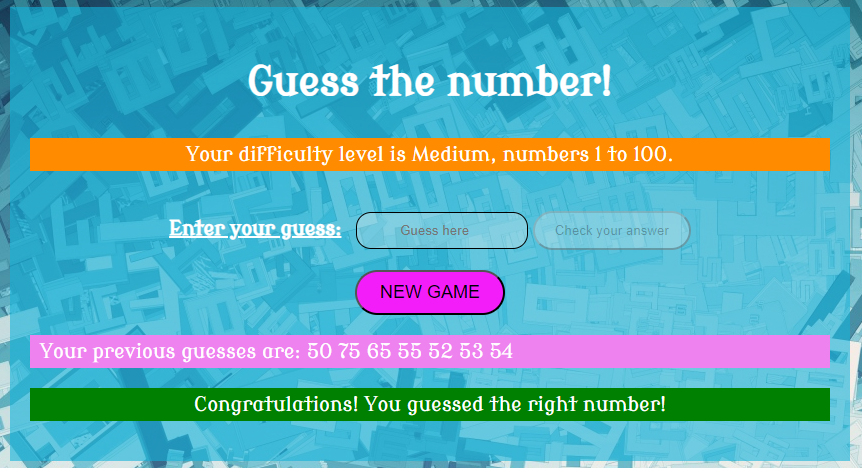 Guess the number!
Your difficulty level is Medium, numbers 1 to 100.
Enter your guess: Guess here Check your answer
NEW GAME
Your previous guesses are: 50 75 65 55 52 53 54
Congratulations! You guessed the right number!